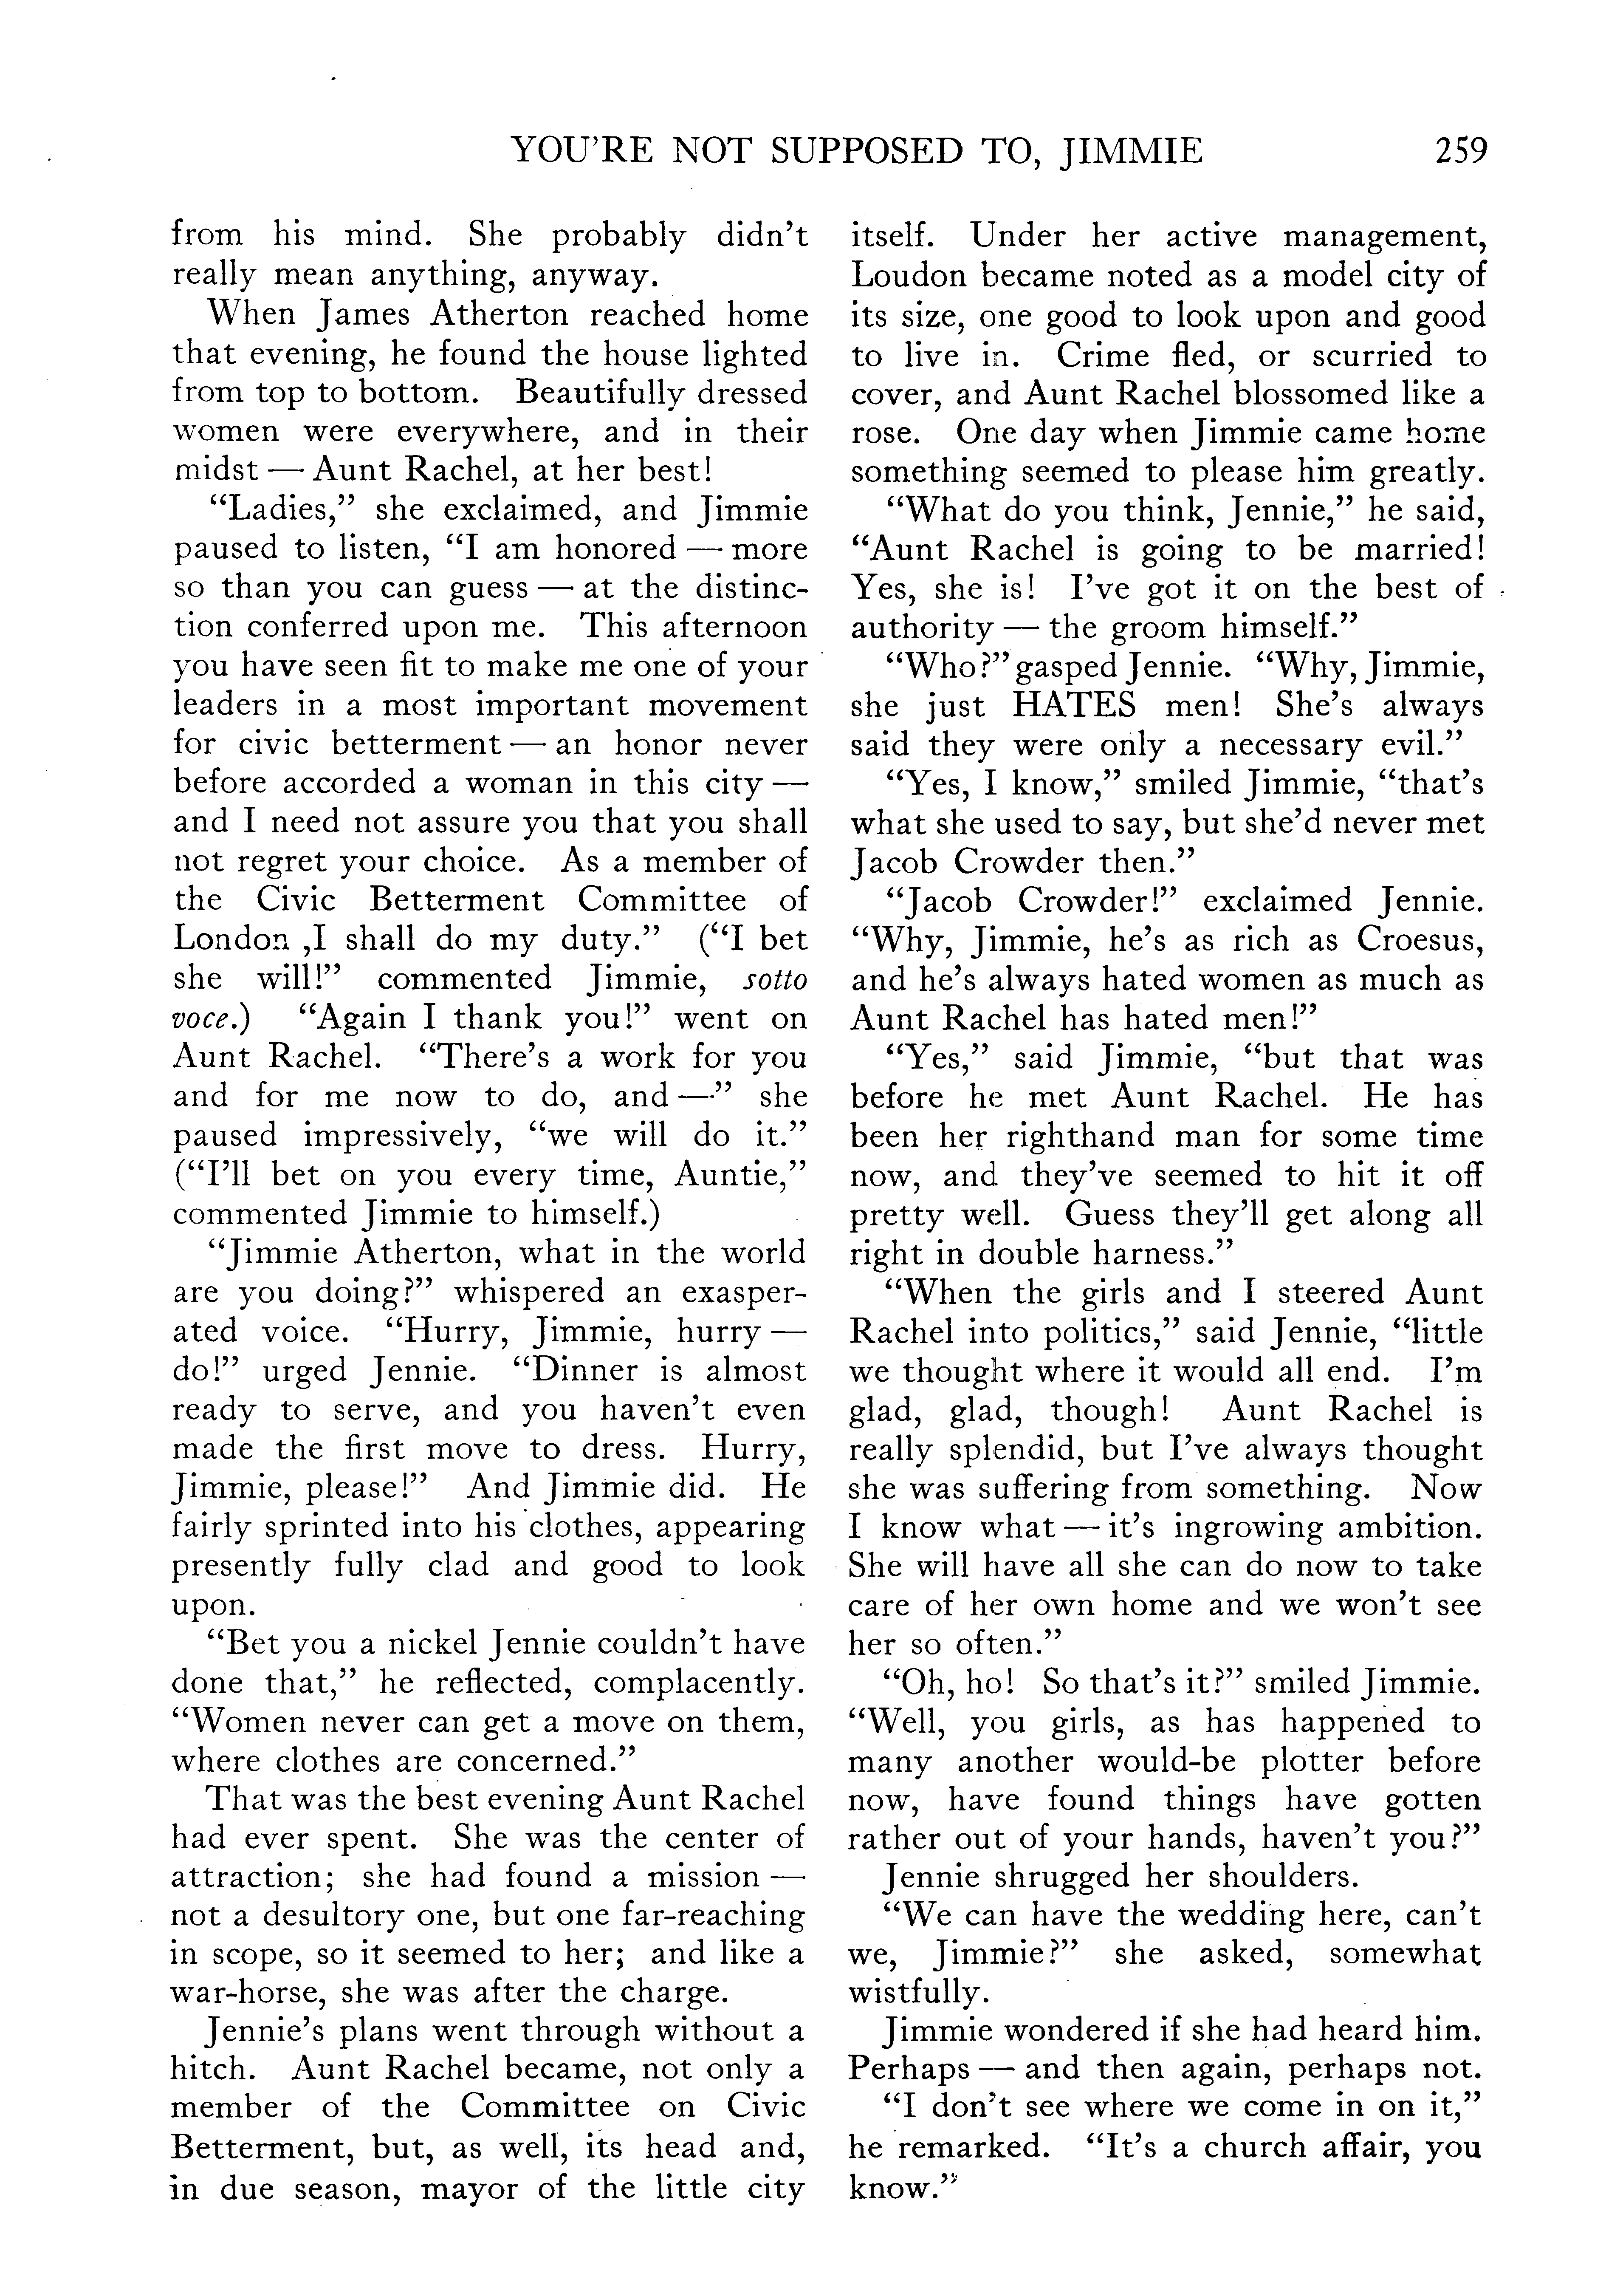 YOU'RE NOT SUPPOSED TO, JIMMIE 259
from his mind. She probably didn't
really mean anything, anyway.
When James Atherton reached home
that evening, he found the house lighted
from top to bottom. Beautifully dressed
women were everywhere, and in their
midst — Aunt Rachel, at her best!
“Ladies,” she exclaimed, and Jimmie
paused to listen, “I am honored — more
so than you can guess — at the distinc-
tion conferred upon me. This afternoon
you have seen fit to make me one of your
leaders in a most important movement
for civic betterment — an honor never
before accorded a woman in this city —
and I need not assure you that you shall
not regret your choice. As a member of
the Civic Betterment Committee of
London ,I shall do my duty.” (“I bet
she will!” commented Jimmie, sotto
voce.) “Again I thank you!” went on
Aunt Rachel. “There's a work for you
and for me now to do, and —” she
paused impressively, “we will do it.”
(“I'll bet on you every time, Auntie,”
commented Jimmie to himself.)
“Jimmie Atherton, what in the world
are you doing?” whispered an exasper-
ated voice. “Hurry, Jimmie, hurry —
do!” urged Jennie. “Dinner is almost
ready to serve, and you haven't even
made the first move to dress. Hurry,
Jimmie, please!” And Jimmie did. He
fairly sprinted into his clothes, appearing
presently fully clad and good to look
upon.
“Bet you a nickel Jennie couldn't have
done that,” he reflected, complacently.
“Women never can get a move on them,
where clothes are concerned.”
That was the best evening Aunt Rachel
had ever spent. She was the center of
attraction; she had found a mission —
not a desultory one, but one far-reaching
in scope, so it seemed to her; and like a
war-horse, she was after the charge.
Jennie's plans went through without a
hitch. Aunt Rachel became, not only a
member of the Committee on Civic
Betterment, but, as well, its head and,
in due season, mayor of the little city
itself. Under her active management,
Loudon became noted as a model city of
its size, one good to look upon and good
to live in. Crime fled, or scurried to
cover, and Aunt Rachel blossomed like a
rose. One day when Jimmie came home
something seemed to please him greatly.
“What do you think, Jennie,” he said,
“Aunt Rachel is going to be married!
Yes, she is! I've got it on the best of
authority — the groom himself.”
“Who?” gasped Jennie. “Why, Jimmie,
she just HATES men! She's always
said they were only a necessary evil.”
“Yes, I know,” smiled Jimmie, “that's
what she used to say, but she'd never met
Jacob Crowder then.”
“Jacob Crowder!” exclaimed Jennie.
“Why, Jimmie, he's as rich as Croesus,
and he's always hated women as much as
Aunt Rachel has hated men!”
“Yes,” said Jimmie, “but that was
before he met Aunt Rachel. He has
been her righthand man for some time
now, and they've seemed to hit it off
pretty well. Guess they'll get along all
right in double harness.”
“When the girls and I steered Aunt
Rachel into politics,” said Jennie, “little
we thought where it would all end. I'm
glad, glad, though! Aunt Rachel is
really splendid, but I've always thought
she was suffering from something. Now
I know what — it's ingrowing ambition.
She will have all she can do now to take
care of her own home and we won't see
her so often.”
“Oh, ho! So that's it?” smiled Jimmie.
“Well, you girls, as has happened to
many another would-be plotter before
now, have found things have gotten
rather out of your hands, haven't you?”
Jennie shrugged her shoulders.
“We can have the wedding here, can't
we, Jimmie?” she asked, somewhat
wistfully.
Jimmie wondered if she had heard him.
Perhaps — and then again, perhaps not.
“I don't see where we come in on it,”
he remarked. “It's a church affair, you
know.”